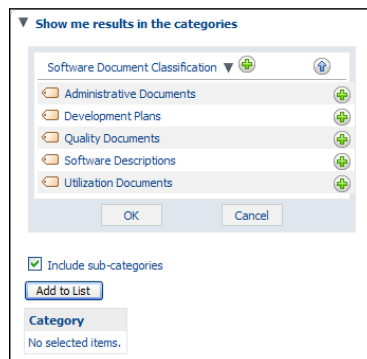 Show me results in the categories
Software Document Classification
Administrative Documents
Development Plans
Quality Documents
Software Descriptions
Utilization Documents
OK Cancel
Include sub-categories
Add to List
Category
No selected items.